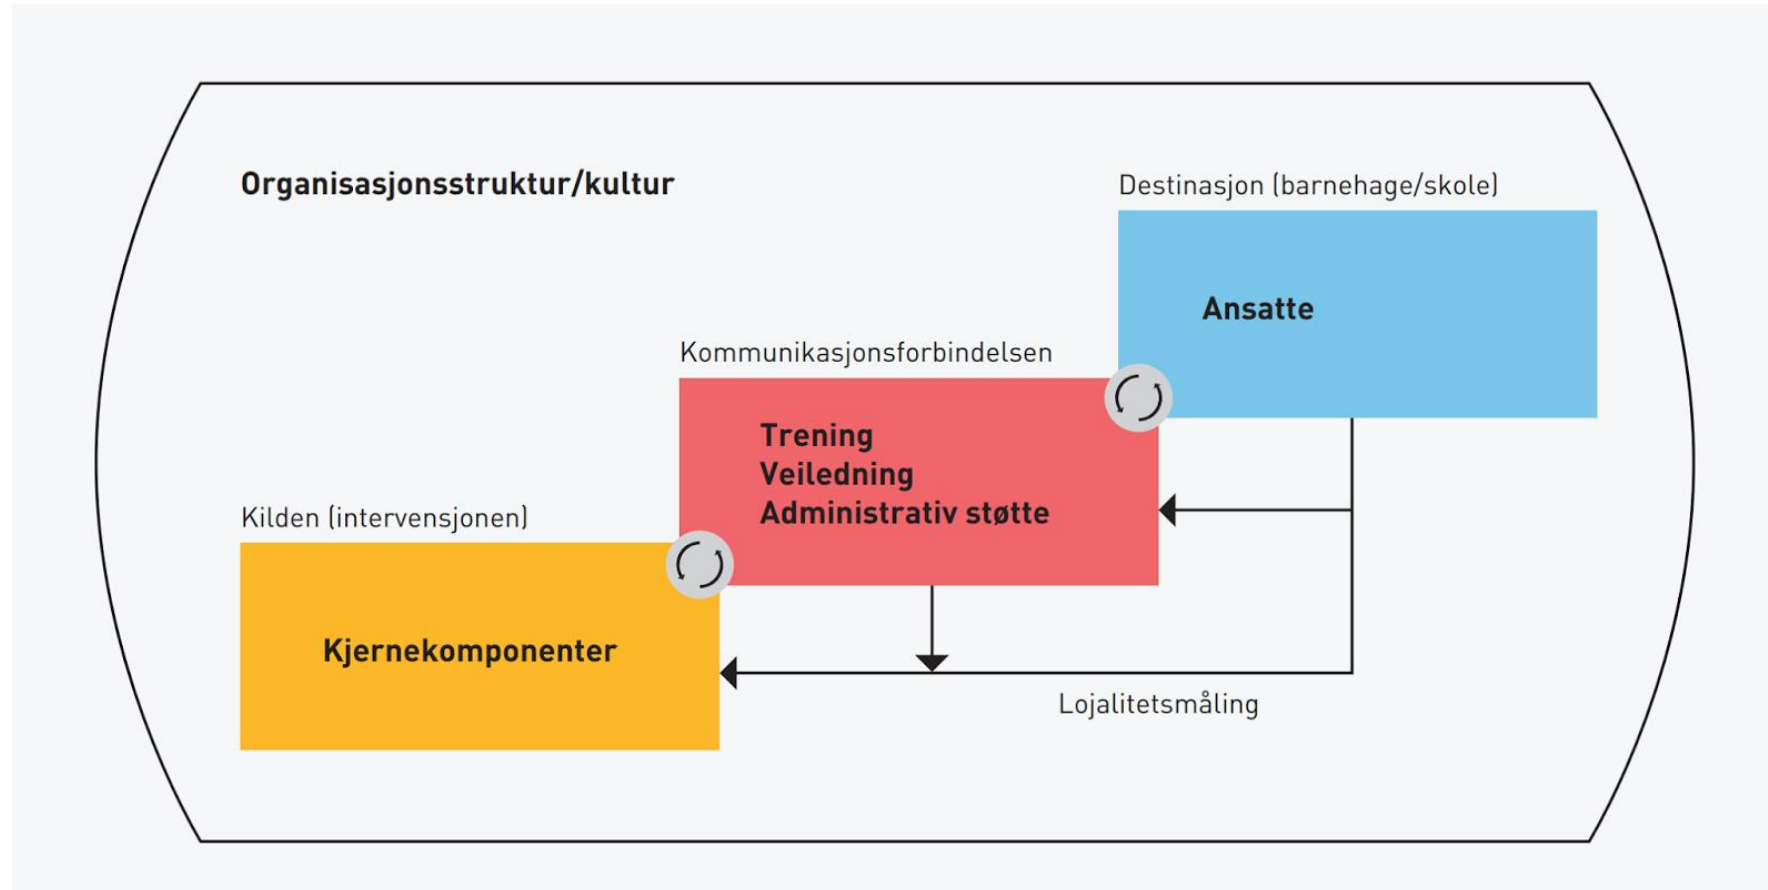 Organisasjonsstruktur/kultur
Destinasjon (barnehage/skole)
Ansatte
Kommunikasjonsforbindelsen
Trening
Veiledning
Administrativ støtte
Kilden (intervensjonen)
Kjernekomponenter
Lojalitetsmåling